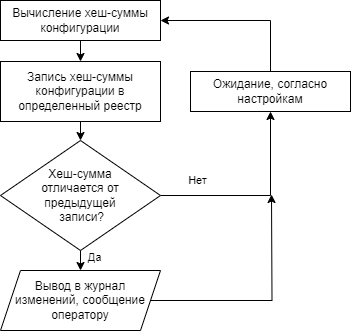 Вычисление хеш-суммы
конфигурации
Запись хеш-суммы
конфигурации в
определенный реестр
Ожидание, согласно
настройкам
Хеш-сумма
отличается от
предыдущей
записи?
Нет
Да
Вывод в журнал
изменений, сообщение
оператору